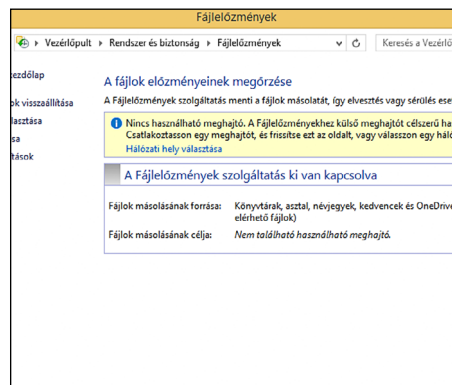 Fájlelőzmények
Vezérlőpult ▸ Rendszer és biztonság ▸ Fájlelőzmények
Keresés a Vezérlő
ezdőlap
ok visszaállítása
lasztása
sa
tások
A fájlok előzményeinek megőrzése
A Fájlelőzmények szolgáltatás menti a fájlok másolatát, így elvesztés vagy sérülés ese
Nincs használható meghajtó. A Fájlelőzményekhez külső meghajtót célszerű ha
Csatlakoztasson egy meghajtót, és frissítse ezt az oldalt, vagy válasszon egy háló
Hálózati hely választása
A Fájlelőzmények szolgáltatás ki van kapcsolva
Fájlok másolásának forrása: Könyvtárak, asztal, névjegyek, kedvencek és OneDrive
elérhető fájlok)
Fájlok másolásának célja: Nem található használható meghajtó.